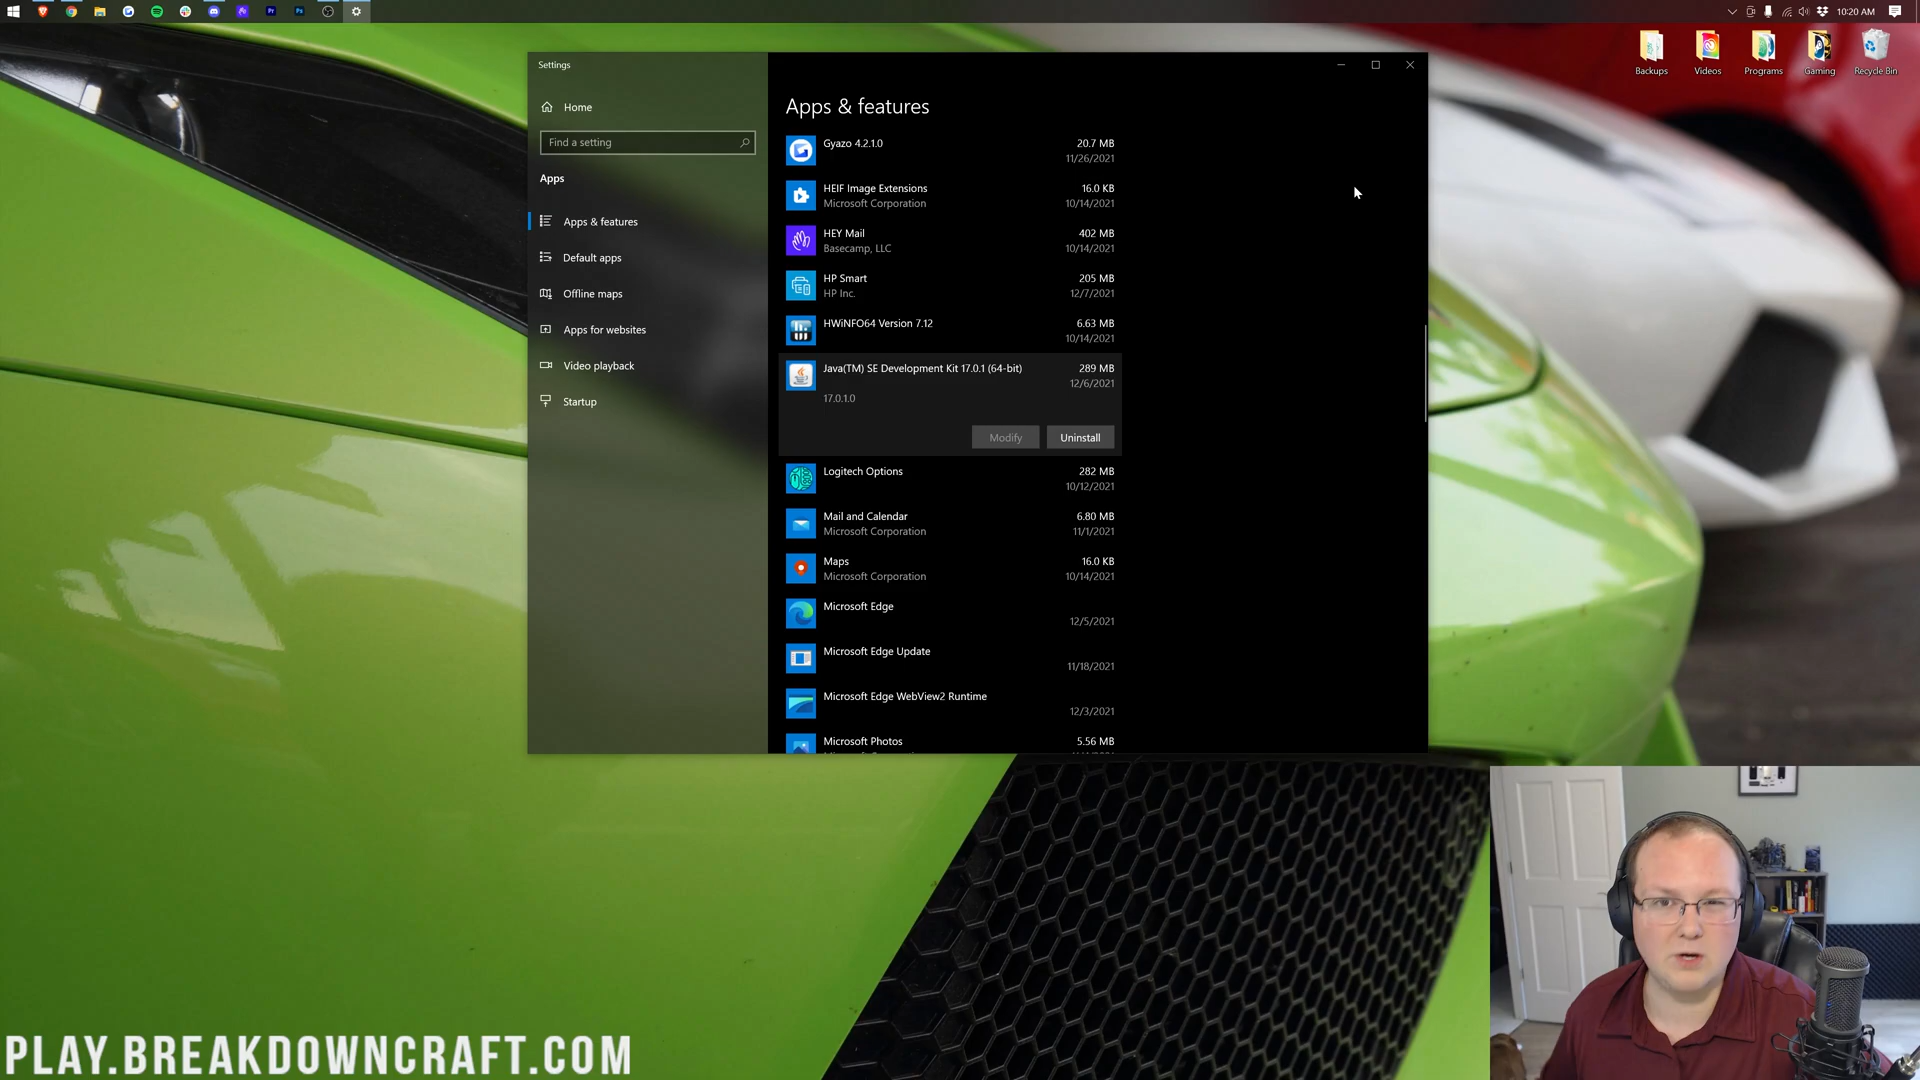 10:20 AM
Backups
Videos
Programs
Gaming
Recycle Bin
Settings
Home
Find a setting
Apps
Apps & features
Default apps
Offline maps
Apps for websites
Video playback
Startup
Apps & features
Gyazo 4.2.1.0
20.7 MB
11/26/2021
HEIF Image Extensions
16.0 KB
Microsoft Corporation
10/14/2021
HEY Mail
402 MB
Basecamp, LLC
10/14/2021
HP Smart
205 MB
HP Inc.
12/7/2021
HWiNFO64 Version 7.12
6.63 MB
10/14/2021
Java(TM) SE Development Kit 17.0.1 (64-bit)
289 MB
12/6/2021
17.0.1.0
Modify
Uninstall
Logitech Options
282 MB
10/12/2021
Mail and Calendar
6.80 MB
Microsoft Corporation
11/1/2021
Maps
16.0 KB
Microsoft Corporation
10/14/2021
Microsoft Edge
12/5/2021
Microsoft Edge Update
11/18/2021
Microsoft Edge WebView2 Runtime
12/3/2021
Microsoft Photos
5.56 MB
PLAY.BREAKDOWNCRAFT.COM